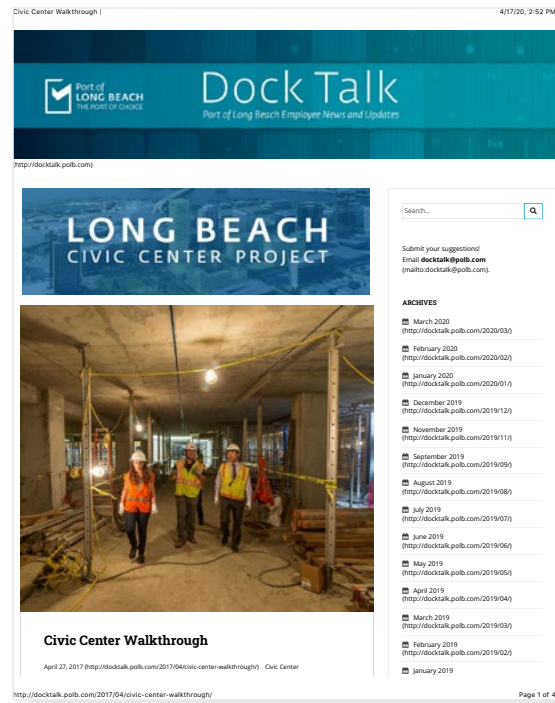 Civic Center Walkthrough |
4/17/20, 2:52 PM
Port of
LONG BEACH
THE PORT OF CHOICE
Dock Talk
Port of Long Beach Employee News and Updates
(http://docktalk.polb.com)
LONG BEACH
CIVIC CENTER PROJECT
Civic Center Walkthrough
April 27, 2017 (http://docktalk.polb.com/2017/04/civic-center-walkthrough/) Civic Center
Search...
Submit your suggestions!
Email docktalk@polb.com
(mailto:docktalk@polb.com).
ARCHIVES
March 2020
(http://docktalk.polb.com/2020/03/)
February 2020
(http://docktalk.polb.com/2020/02/)
January 2020
(http://docktalk.polb.com/2020/01/)
December 2019
(http://docktalk.polb.com/2019/12/)
November 2019
(http://docktalk.polb.com/2019/11/)
September 2019
(http://docktalk.polb.com/2019/09/)
August 2019
(http://docktalk.polb.com/2019/08/)
July 2019
(http://docktalk.polb.com/2019/07/)
June 2019
(http://docktalk.polb.com/2019/06/)
May 2019
(http://docktalk.polb.com/2019/05/)
April 2019
(http://docktalk.polb.com/2019/04/)
March 2019
(http://docktalk.polb.com/2019/03/)
February 2019
(http://docktalk.polb.com/2019/02/)
January 2019
http://docktalk.polb.com/2017/04/civic-center-walkthrough/
Page 1 of 4